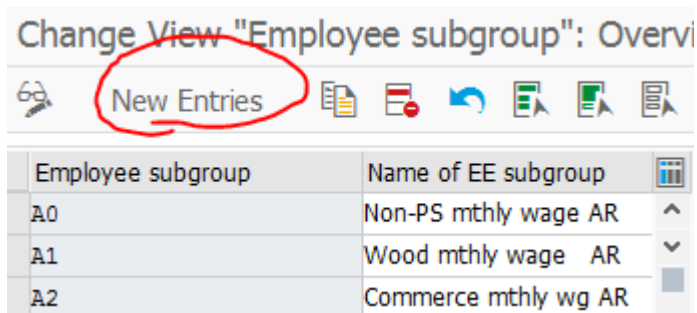 Change View "Employee subgroup": Overvi
New Entries
Employee subgroup Name of EE subgroup
A0 Non-PS mthly wage AR
A1 Wood mthly wage AR
A2 Commerce mthly wg AR